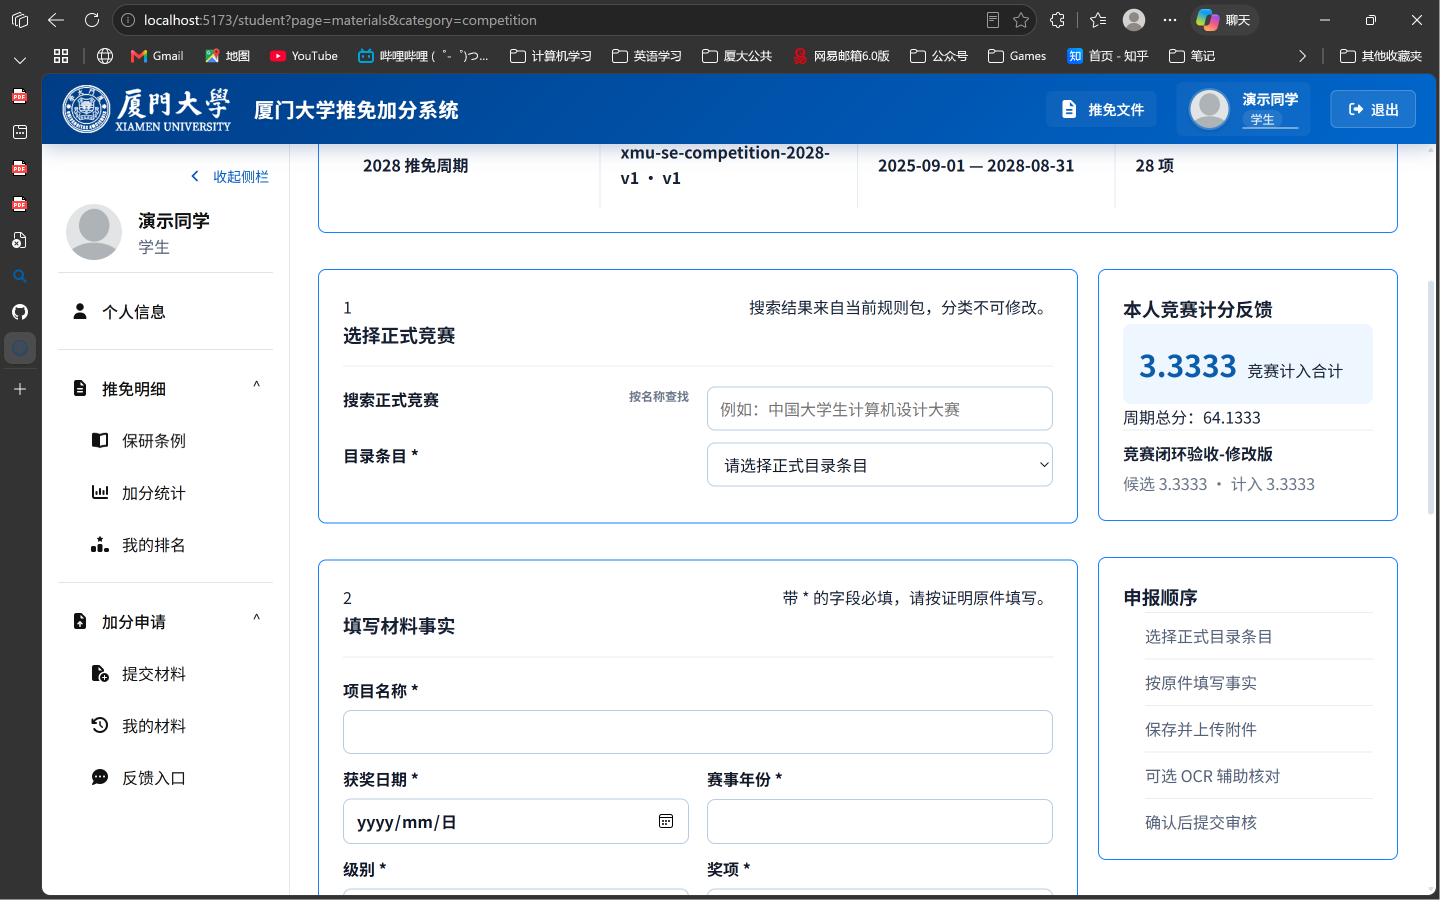 localhost:5173/student?page=materials&category=competition
聊天
Gmail
地图
YouTube
哔哩哔哩 (゜-゜)つ...
计算机学习
英语学习
厦大公共
网易邮箱6.0版
公众号
Games
知
首页 - 知乎
笔记
其他收藏夹
PDF
PDF
PDF
厦门大学
XIAMEN UNIVERSITY
厦门大学推免加分系统
推免文件
演示同学
学生
退出
收起侧栏
演示同学
学生
个人信息
推免明细
保研条例
加分统计
我的排名
加分申请
提交材料
我的材料
反馈入口
2028 推免周期
xmu-se-competition-2028-
v1 · v1
2025-09-01 — 2028-08-31
28 项
1
选择正式竞赛
搜索结果来自当前规则包，分类不可修改。
搜索正式竞赛
按名称查找
例如：中国大学生计算机设计大赛
目录条目 *
请选择正式目录条目
2
填写材料事实
带 * 的字段必填，请按证明原件填写。
项目名称 *
获奖日期 *
yyyy/mm/日
赛事年份 *
级别 *
奖项 *
本人竞赛计分反馈
3.3333 竞赛计入合计
周期总分：64.1333
竞赛闭环验收-修改版
候选 3.3333 · 计入 3.3333
申报顺序
选择正式目录条目
按原件填写事实
保存并上传附件
可选 OCR 辅助核对
确认后提交审核